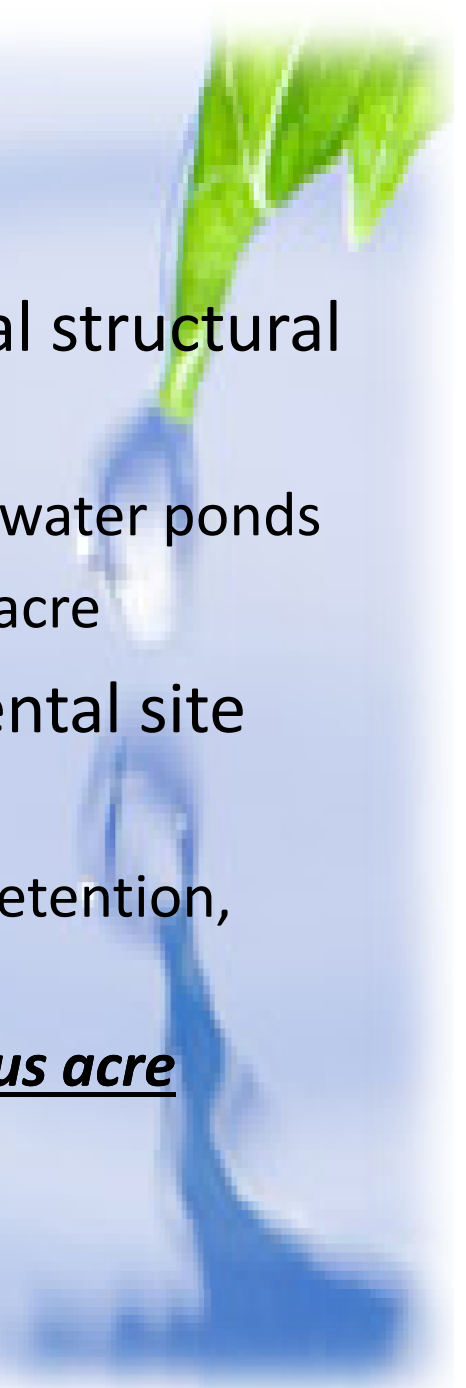 al structural
water ponds
acre
ental site
etention,
us acre